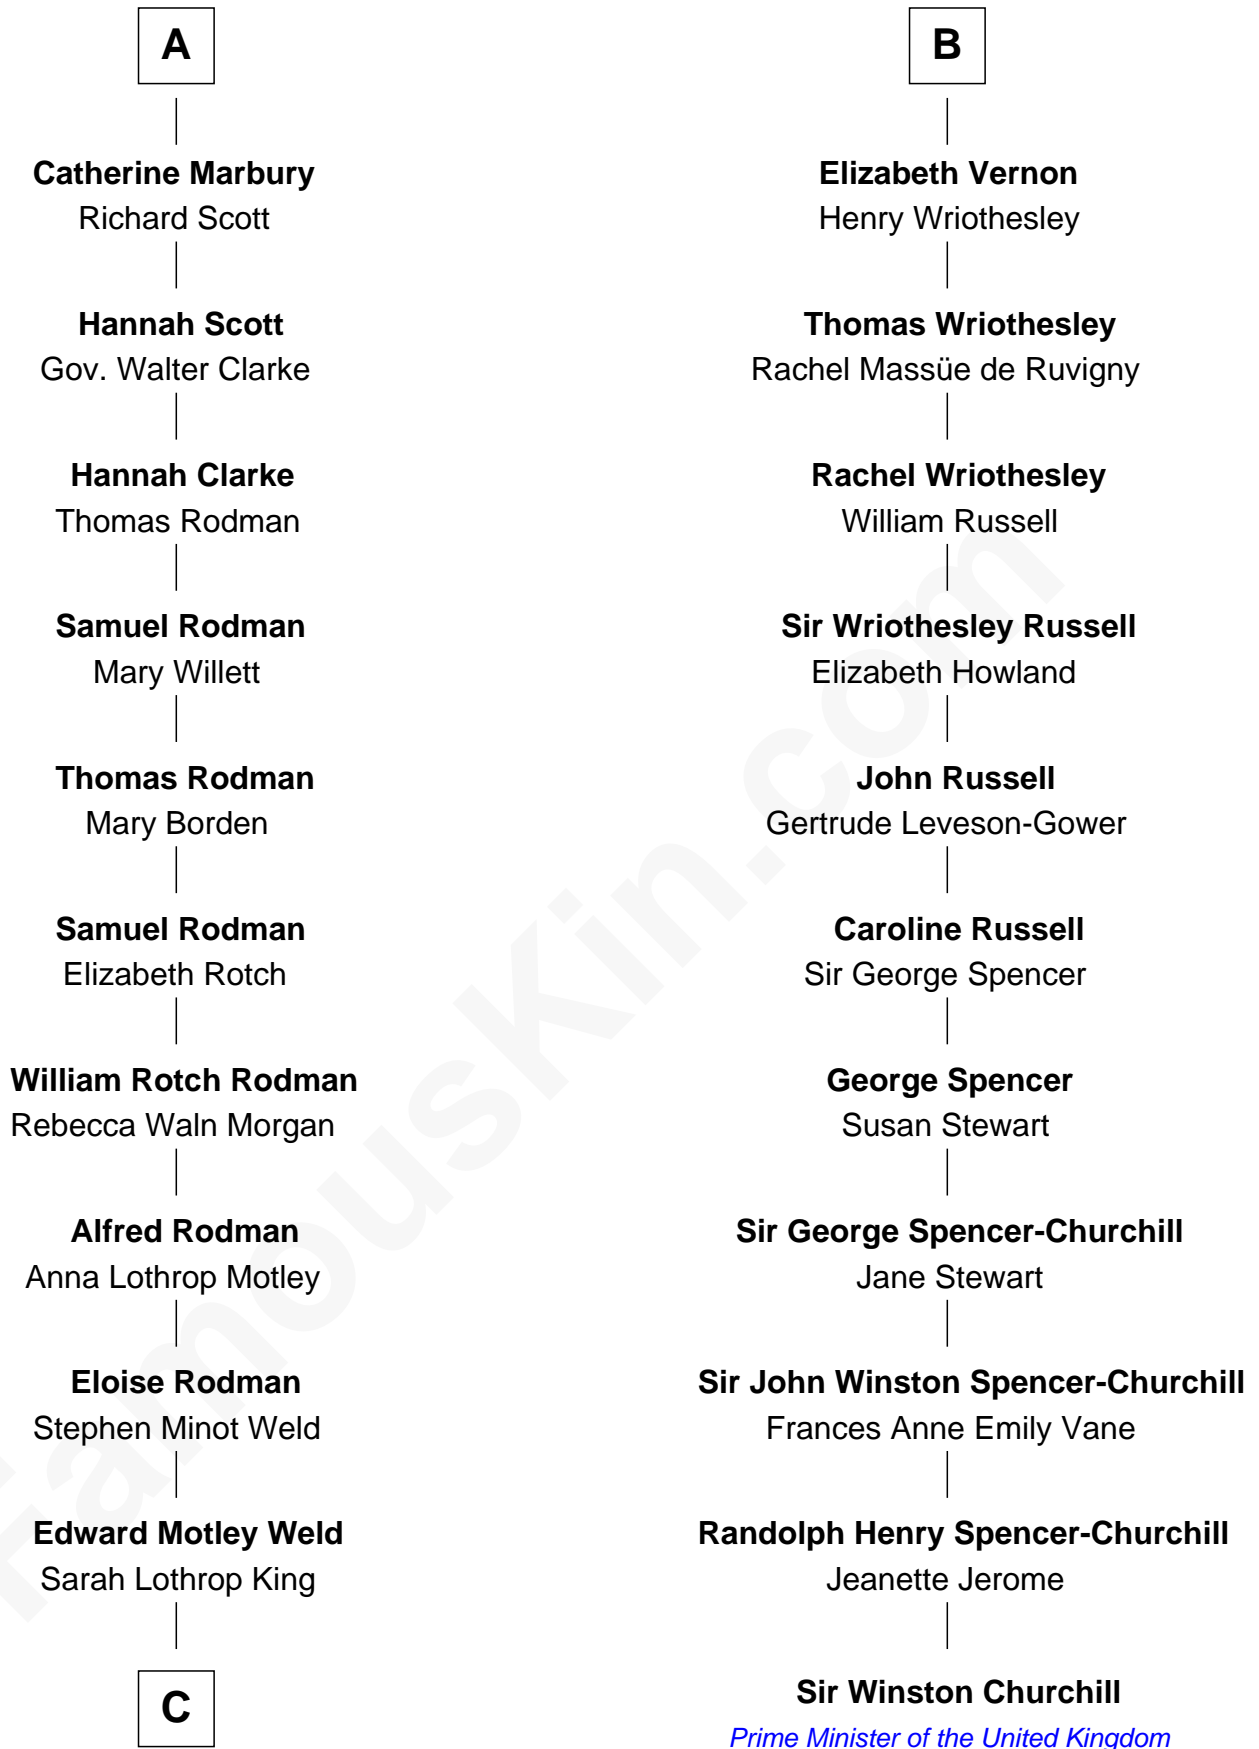 A
Catherine Marbury
Richard Scott
Hannah Scott
Gov. Walter Clarke
Hannah Clarke
Thomas Rodman
Samuel Rodman
Mary Willett
Thomas Rodman
Mary Borden
Samuel Rodman
Elizabeth Rotch
William Rotch Rodman
Rebecca Waln Morgan
Alfred Rodman
Anna Lothrop Motley
Eloise Rodman
Stephen Minot Weld
Edward Motley Weld
Sarah Lothrop King
C
B
Elizabeth Vernon
Henry Wriothesley
Thomas Wriothesley
Rachel Massüe de Ruvigny
Rachel Wriothesley
William Russell
Sir Wriothesley Russell
Elizabeth Howland
John Russell
Gertrude Leveson-Gower
Caroline Russell
Sir George Spencer
George Spencer
Susan Stewart
Sir George Spencer-Churchill
Jane Stewart
Sir John Winston Spencer-Churchill
Frances Anne Emily Vane
Randolph Henry Spencer-Churchill
Jeanette Jerome
Sir Winston Churchill
Prime Minister of the United Kingdom
FamousKin.com